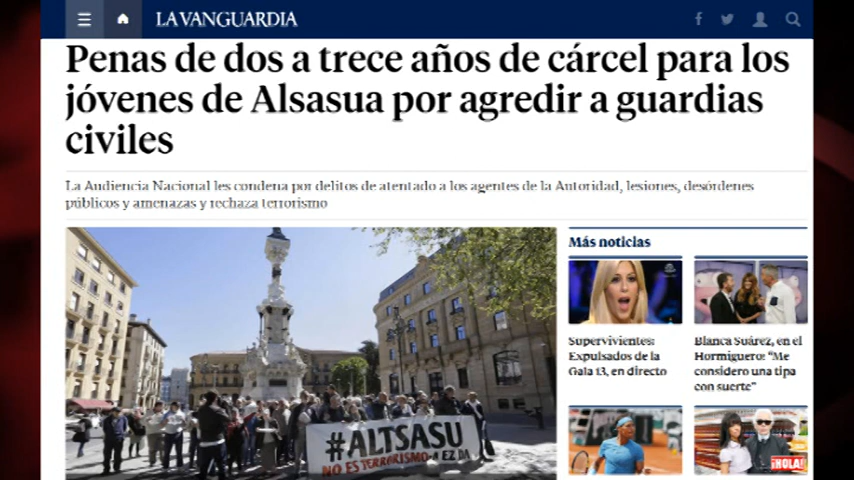 LA VANGUARDIA
Penas de dos a trece años de cárcel para los
jóvenes de Alsasua por agredir a guardias
civiles
La Audiencia Nacional les condena por delitos de atentado a los agentes de la Autoridad, lesiones, desórdenes
públicos y amenazas y rechaza terrorismo
#ALTSASU
NO ES TERRORISMO-A EZ DA
Más noticias
Supervivientes:
Expulsados de la
Gala 13, en directo
Blanca Suárez, en el
Hormiguero: “Me
considero una tipa
con suerte”
¡HOLA!